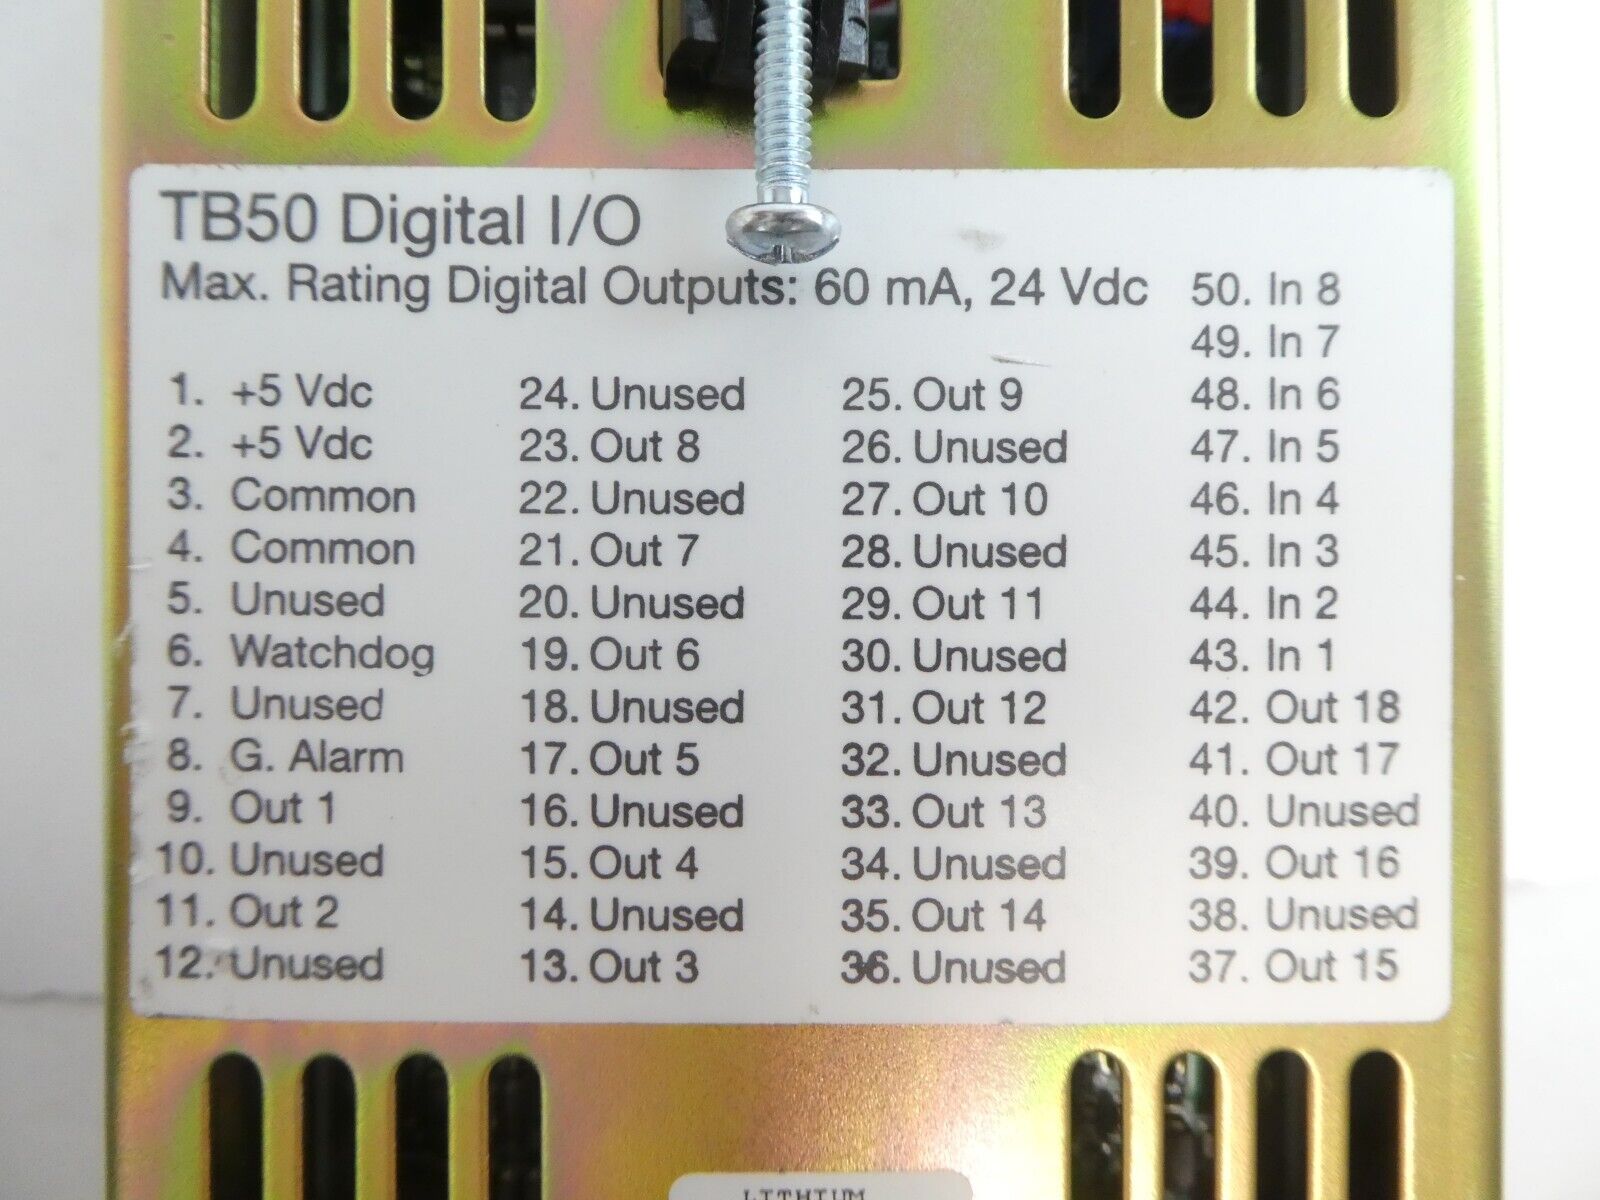 TB50 Digital I/O
Max. Rating Digital Outputs: 60 mA, 24 Vdc 50. In 8
49. In 7
1. +5 Vdc 24. Unused 25. Out 9 48. In 6
2. +5 Vdc 23. Out 8 26. Unused 47. In 5
3. Common 22. Unused 27. Out 10 46. In 4
4. Common 21. Out 7 28. Unused 45. In 3
5. Unused 20. Unused 29. Out 11 44. In 2
6. Watchdog 19. Out 6 30. Unused 43. In 1
7. Unused 18. Unused 31. Out 12 42. Out 18
8. G. Alarm 17. Out 5 32. Unused 41. Out 17
9. Out 1 16. Unused 33. Out 13 40. Unused
10. Unused 15. Out 4 34. Unused 39. Out 16
11. Out 2 14. Unused 35. Out 14 38. Unused
12. Unused 13. Out 3 36. Unused 37. Out 15
LITHIUM